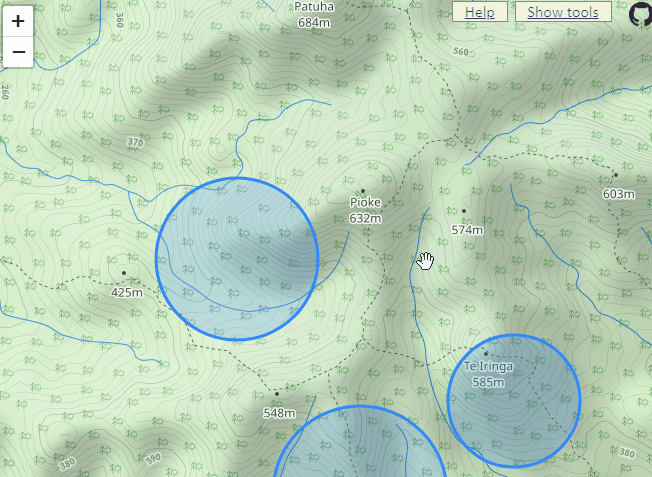 Patuha
684m
Help
Show tools
+
−
360
560
260
370
603m
Pioke
632m
574m
425m
Te Iringa
585m
548m
380
390
380